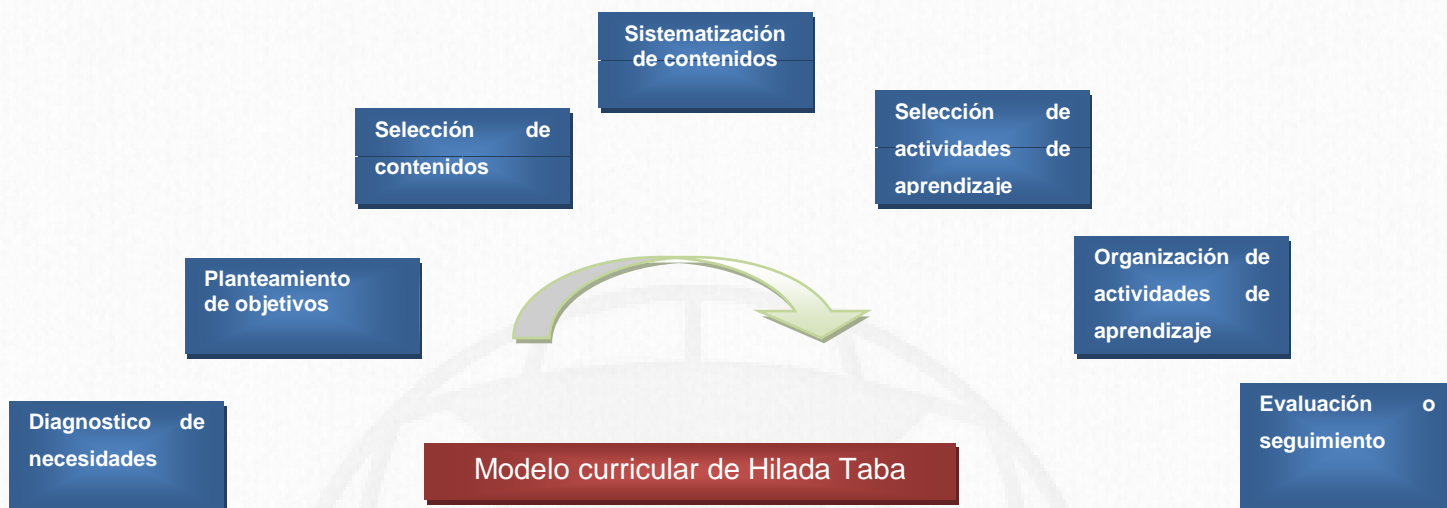 Sistematización
de contenidos
Selección de
contenidos
Selección de
actividades de
aprendizaje
Planteamiento
de objetivos
Organización de
actividades de
aprendizaje
Diagnostico de
necesidades
Evaluación o
seguimiento
Modelo curricular de Hilada Taba